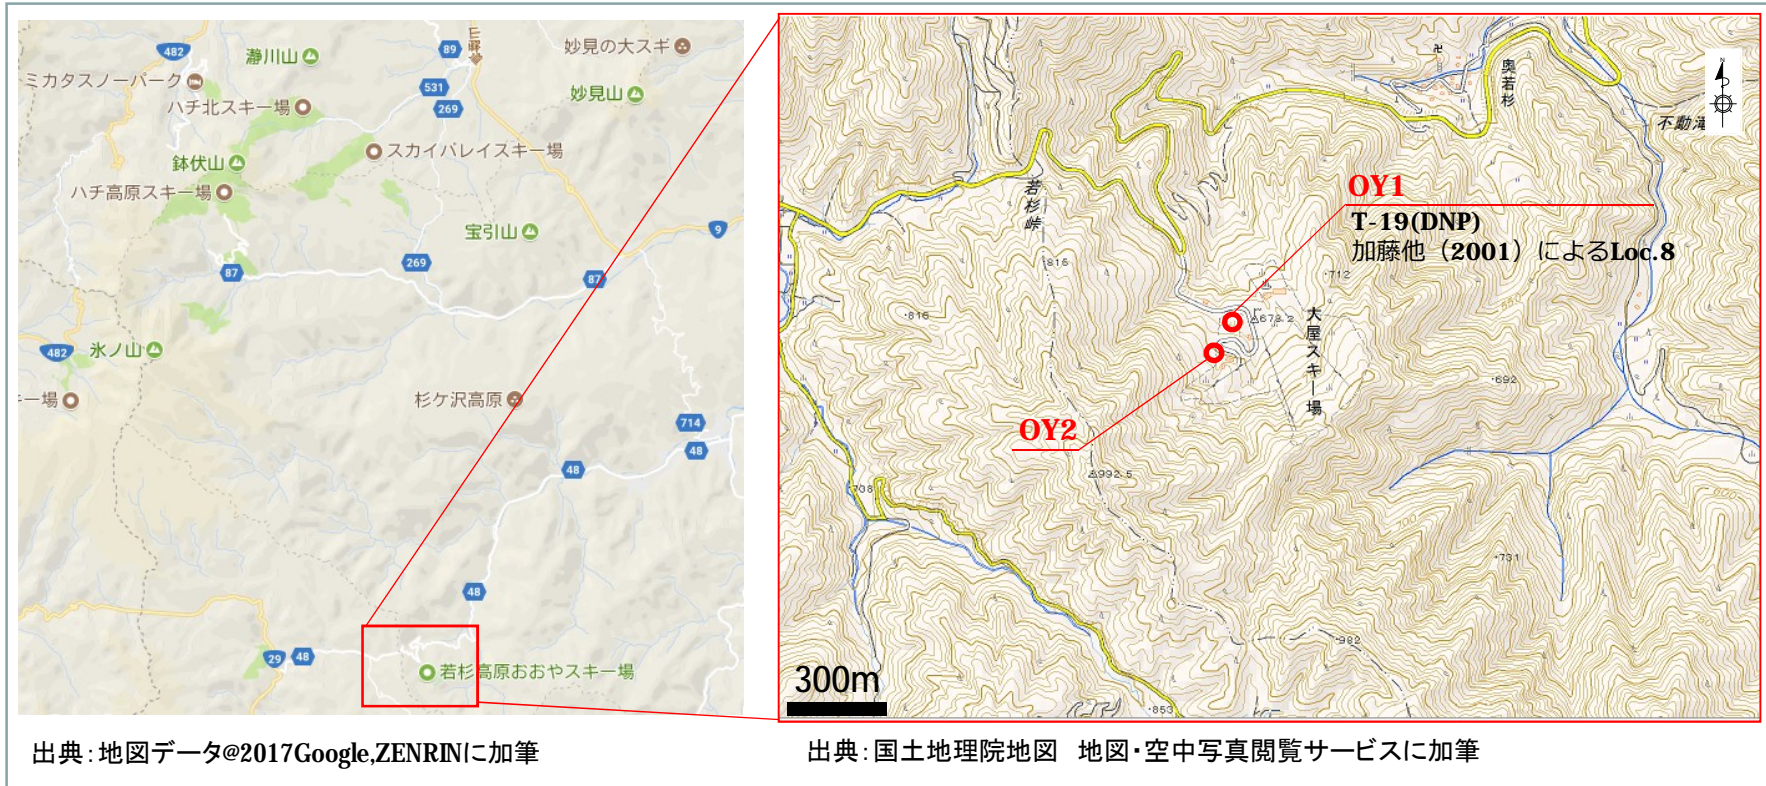 482
瀞川山
89
妙見の大スギ
ミカタスノーパーク
531
妙見山
ハチ北スキー場
269
スカイバレイスキー場
鉢伏山
ハチ高原スキー場
宝引山
9
269
87
87
482
氷ノ山
ー場
杉ケ沢高原
714
48
48
48
29
48
若杉高原おおやスキー場
出典:地図データ@2017Google,ZENRINに加筆
奥若杉
不動滝
若杉峠
OY1
T-19(DNP)
加藤他(2001)によるLoc.8
816
712
816
673.2
大屋スキー場
692
OY2
992.5
708
700
731
982
853
300m
出典:国土地理院地図 地図・空中写真閲覧サービスに加筆